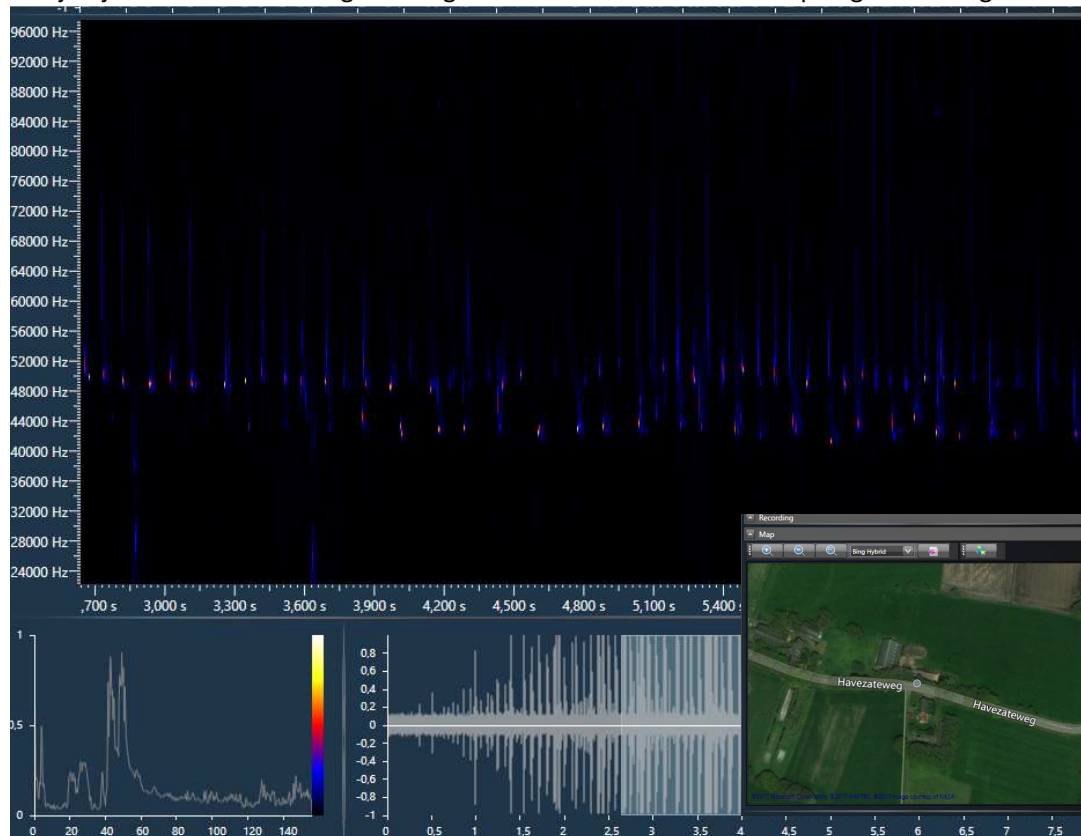 96000 Hz
92000 Hz
88000 Hz
84000 Hz
80000 Hz
76000 Hz
72000 Hz
68000 Hz
64000 Hz
60000 Hz
56000 Hz
52000 Hz
48000 Hz
44000 Hz
40000 Hz
36000 Hz
32000 Hz
28000 Hz
24000 Hz
,700 s 3,000 s 3,300 s 3,600 s 3,900 s 4,200 s 4,500 s 4,800 s 5,100 s 5,400
Recording
Map
Bing Hybrid
Havezateweg
Havezateweg
1
0,5
0
0 20 40 60 80 100 120 140
0,8
0,6
0,4
0,2
0
-0,2
-0,4
-0,6
-0,8
-1
0 0,5 1 1,5 2 2,5 3 3,5 4 4,5 5 5,5 6 6,5 7 7,5